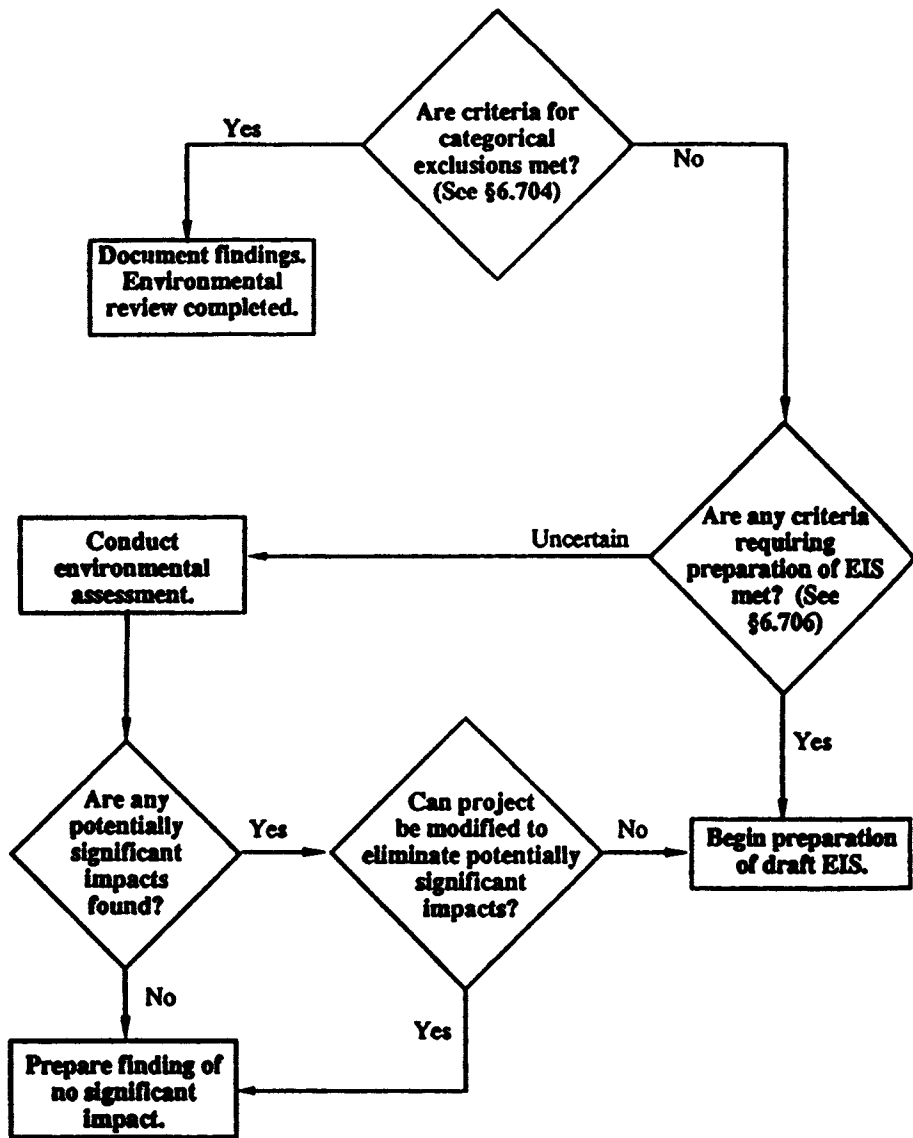 Are criteria for
categorical
exclusions met?
(See §6.704)
Yes
No
Document findings.
Environmental
review completed.
Are any criteria
requiring
preparation of EIS
met? (See
§6.706)
Uncertain
Conduct
environmental
assessment.
Yes
Are any
potentially
significant
impacts
found?
Yes
Can project
be modified to
eliminate potentially
significant
impacts?
No
Begin preparation
of draft EIS.
No
Yes
Prepare finding of
no significant
impact.